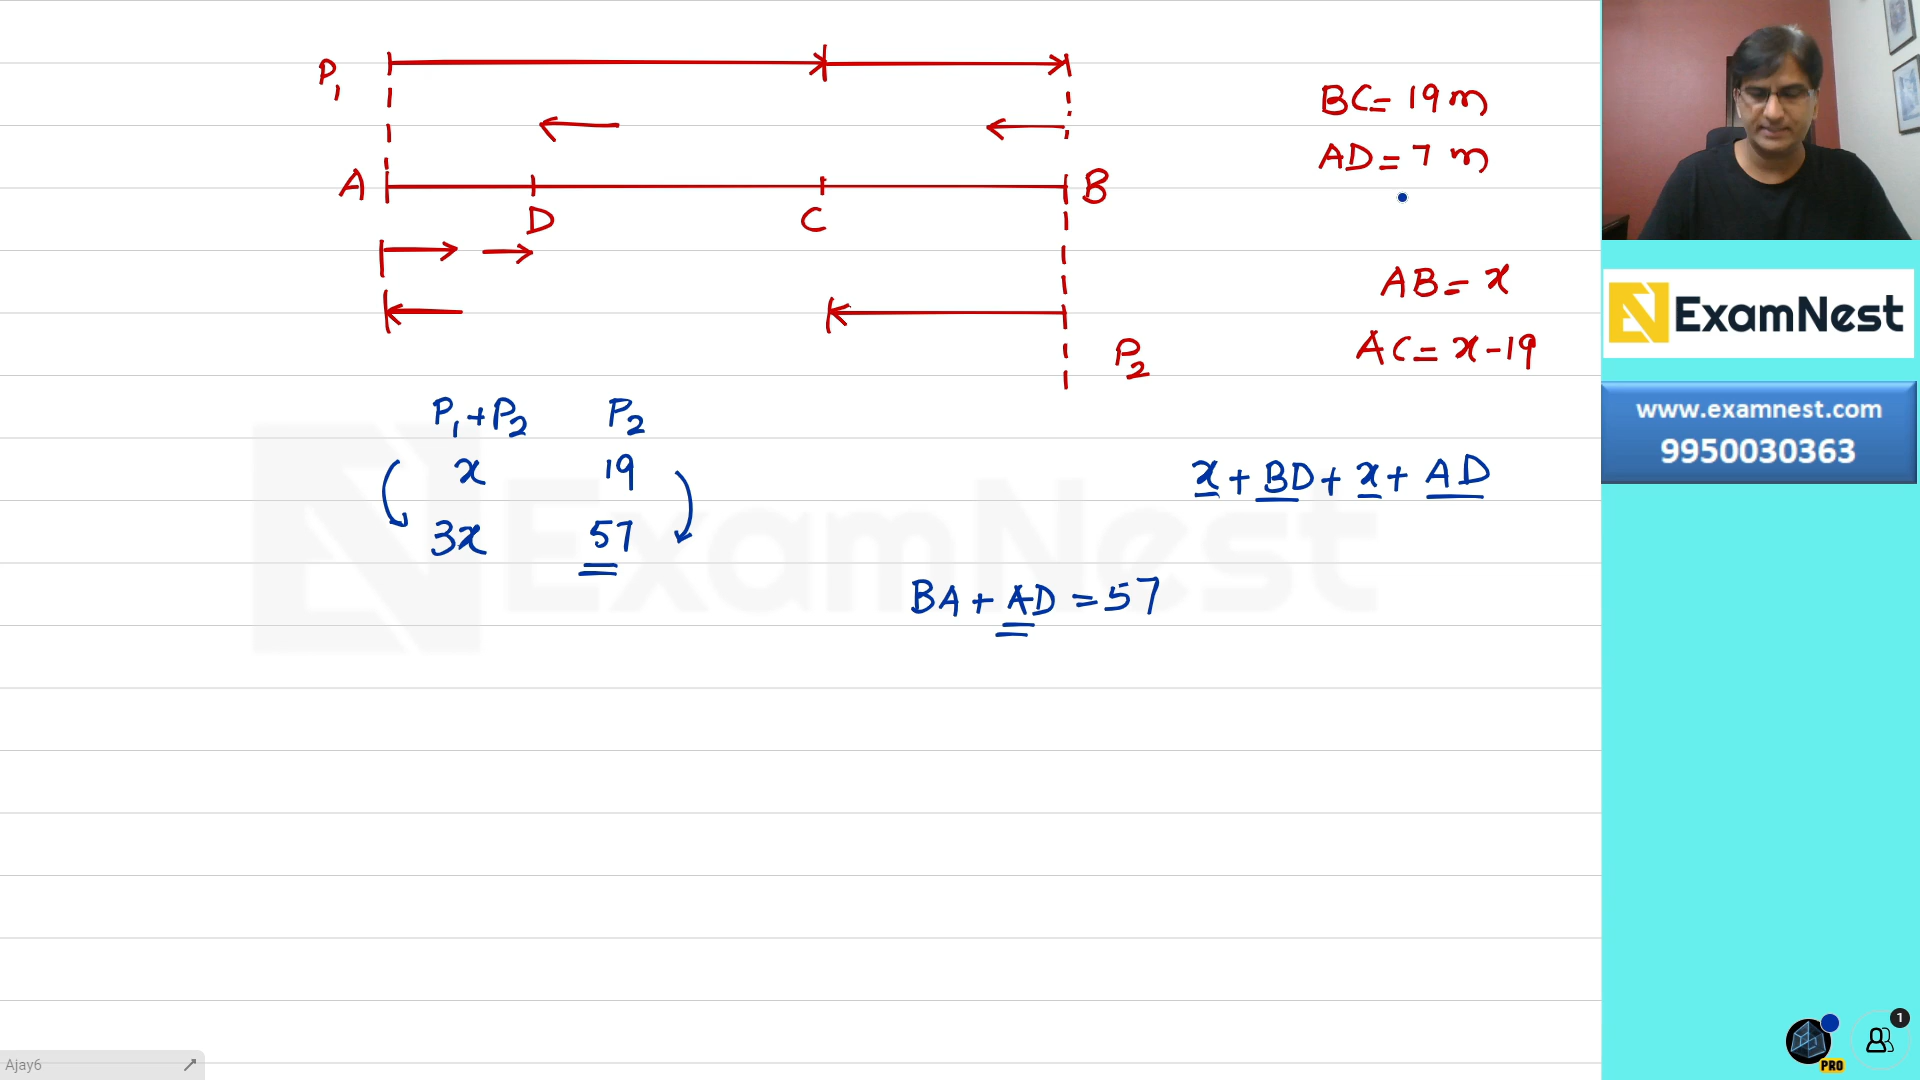 P1
BC = 19 m
AD = 7 m
A B
D C
AB = x
AC = x - 19
P2
P1 + P2 P2
x 19
3x 57
x + BD + x + AD
BA + AD = 57
ExamNest
ExamNest
www.examnest.com
9950030363
Ajay6
PRO
1